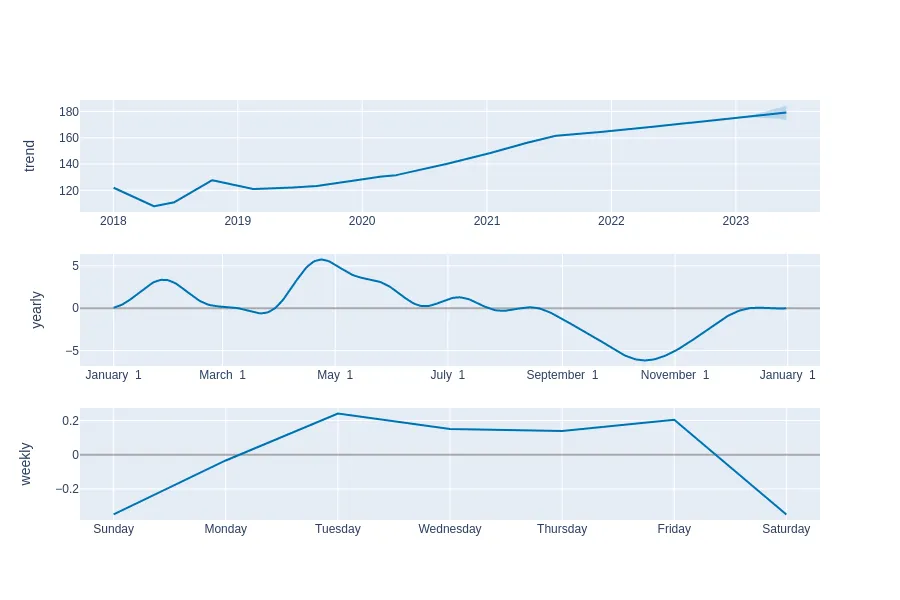 trend
180
160
140
120
2018 2019 2020 2021 2022 2023
yearly
5
0
−5
January 1 March 1 May 1 July 1 September 1 November 1 January 1
weekly
0.2
0
−0.2
Sunday Monday Tuesday Wednesday Thursday Friday Saturday